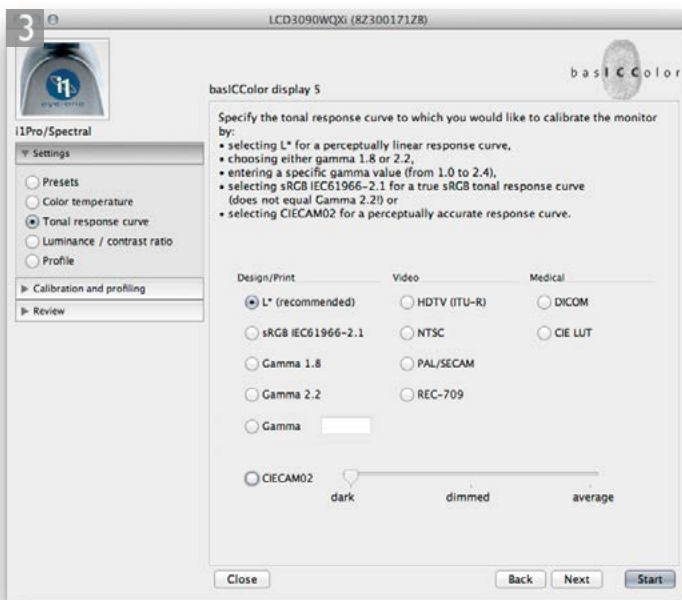 3
LCD3090WQXi (8Z300171ZB)
i1
eye-one
basICColor
basICColor display 5
i1Pro/Spectral
Settings
Presets
Color temperature
Tonal response curve
Luminance / contrast ratio
Profile
Calibration and profiling
Review
Specify the tonal response curve to which you would like to calibrate the monitor
by:
• selecting L* for a perceptually linear response curve,
• choosing either gamma 1.8 or 2.2,
• entering a specific gamma value (from 1.0 to 2.4),
• selecting sRGB IEC61966-2.1 for a true sRGB tonal response curve
(does not equal Gamma 2.2!) or
• selecting CIECAM02 for a perceptually accurate response curve.
Design/Print Video Medical
L* (recommended) HDTV (ITU-R) DICOM
sRGB IEC61966-2.1 NTSC CIE LUT
Gamma 1.8 PAL/SECAM
Gamma 2.2 REC-709
Gamma
CIECAM02
dark dimmed average
Close Back Next Start